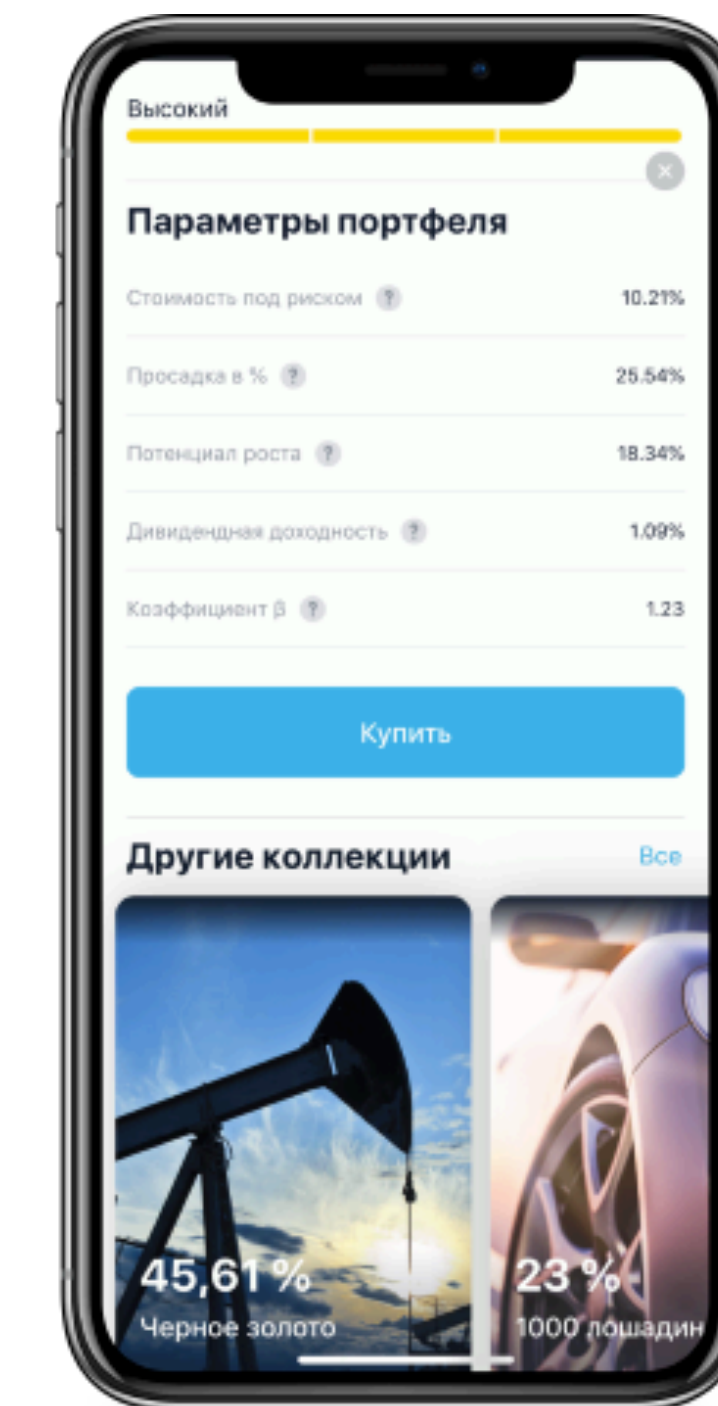 Высокий
Параметры портфеля
Стоимость под риском ? 10.21%
Просадка в % ? 25.54%
Потенциал роста ? 18.34%
Дивидендная доходность ? 1.09%
Коэффициент β ? 1.23
Купить
Другие коллекции Все
45,61 % 23 %
Черное золото 1000 лошадин